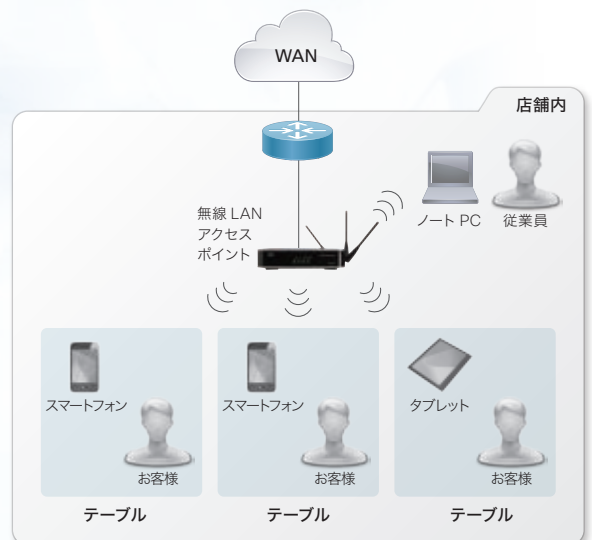 WAN
店舗内
無線 LAN
アクセス
ポイント
ノート PC
従業員
スマートフォン
スマートフォン
タブレット
お客様
お客様
お客様
テーブル
テーブル
テーブル